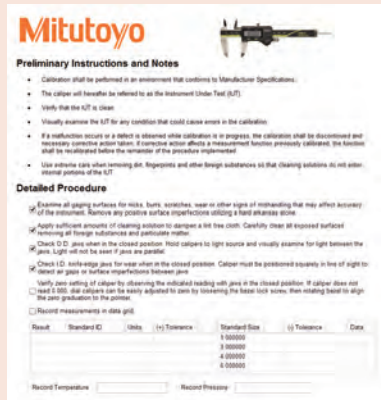 Mitutoyo
Preliminary Instructions and Notes
• Calibration shall be performed in an environment that conforms to Manufacturer Specifications.
• The caliper will hereafter be referred to as the Instrument Under Test (IUT).
• Verify that the IUT is clean
• Visually examine the IUT for any condition that could cause errors in the calibration.
• If a malfunction occurs or a defect is observed while calibration is in progress, the calibration shall be discontinued and
necessary corrective action taken; if corrective action affects a measurement function previously calibrated, the function
shall be recalibrated before the remainder of the procedure implemented.
• Use extreme care when removing dirt, fingerprints and other foreign substances so that cleaning solutions do not enter
internal portions of the IUT.
Detailed Procedure
Examine all gauging surfaces for nicks, burrs, scratches, wear or other signs of mishandling that may affect accuracy
of the instrument. Remove any positive surface imperfections utilizing a hard arkansas stone.
Apply sufficient amounts of cleaning solution to dampen a lint free cloth. Carefully clean all exposed surfaces
removing all foreign substances and particulate matter.
Check O.D. jaws when in the closed position. Hold calipers to light source and visually examine for light between the
jaws. Light will not be seen if jaws are parallel.
Check I.D. knife-edge jaws for wear when in the closed position. Caliper must be positioned squarely in line of sight to
detect air gaps or surface imperfections between jaws
Verify zero setting of caliper by observing the indicated reading with jaws in the closed position. If caliper does not
read 0.000, dial calipers can be easily adjusted to zero by loosening the bezel lock screw, then rotating bezel to align
the zero graduation to the pointer.
Record measurements in data grid.
Result Standard ID Units (+) Tolerance Standard Size (-) Tolerance Data
4.000000
6.000000
Record Temperature Record Pressure